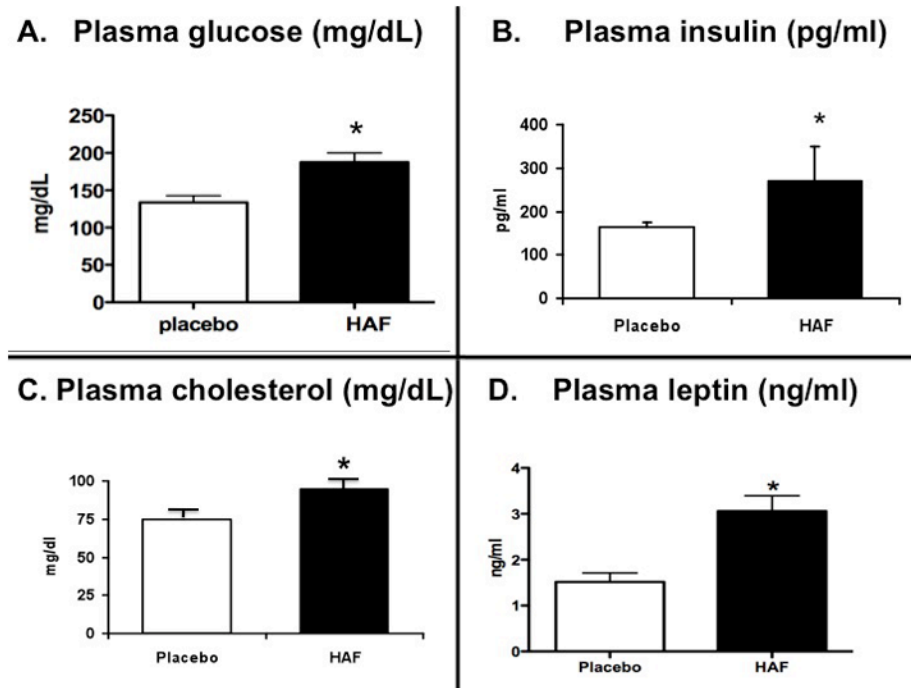 A. Plasma glucose (mg/dL)
250
200
150
100
50
0
mg/dL
*
placebo
HAF
B. Plasma insulin (pg/ml)
400
300
200
100
0
pg/ml
*
Placebo
HAF
C. Plasma cholesterol (mg/dL)
100
75
50
25
0
mg/dl
*
Placebo
HAF
D. Plasma leptin (ng/ml)
4
3
2
1
0
ng/ml
*
Placebo
HAF